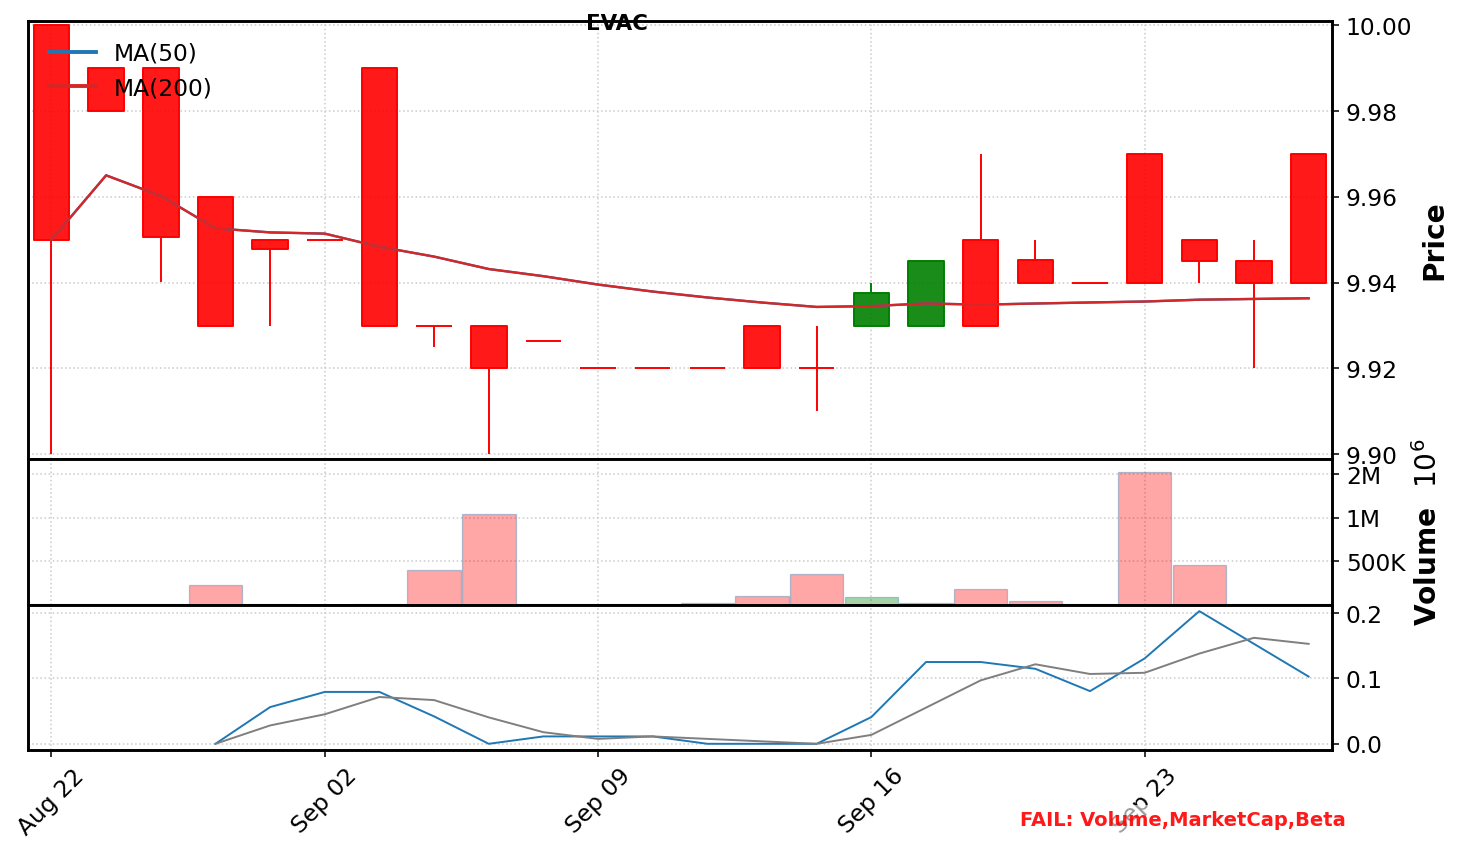 EVAC
MA(50)
MA(200)
10.00
9.98
9.96
9.94
9.92
9.90
Price
2M
1M
500K
Volume 10^6
0.2
0.1
0.0
Aug 22
Sep 02
Sep 09
Sep 16
Sep 23
FAIL: Volume,MarketCap,Beta